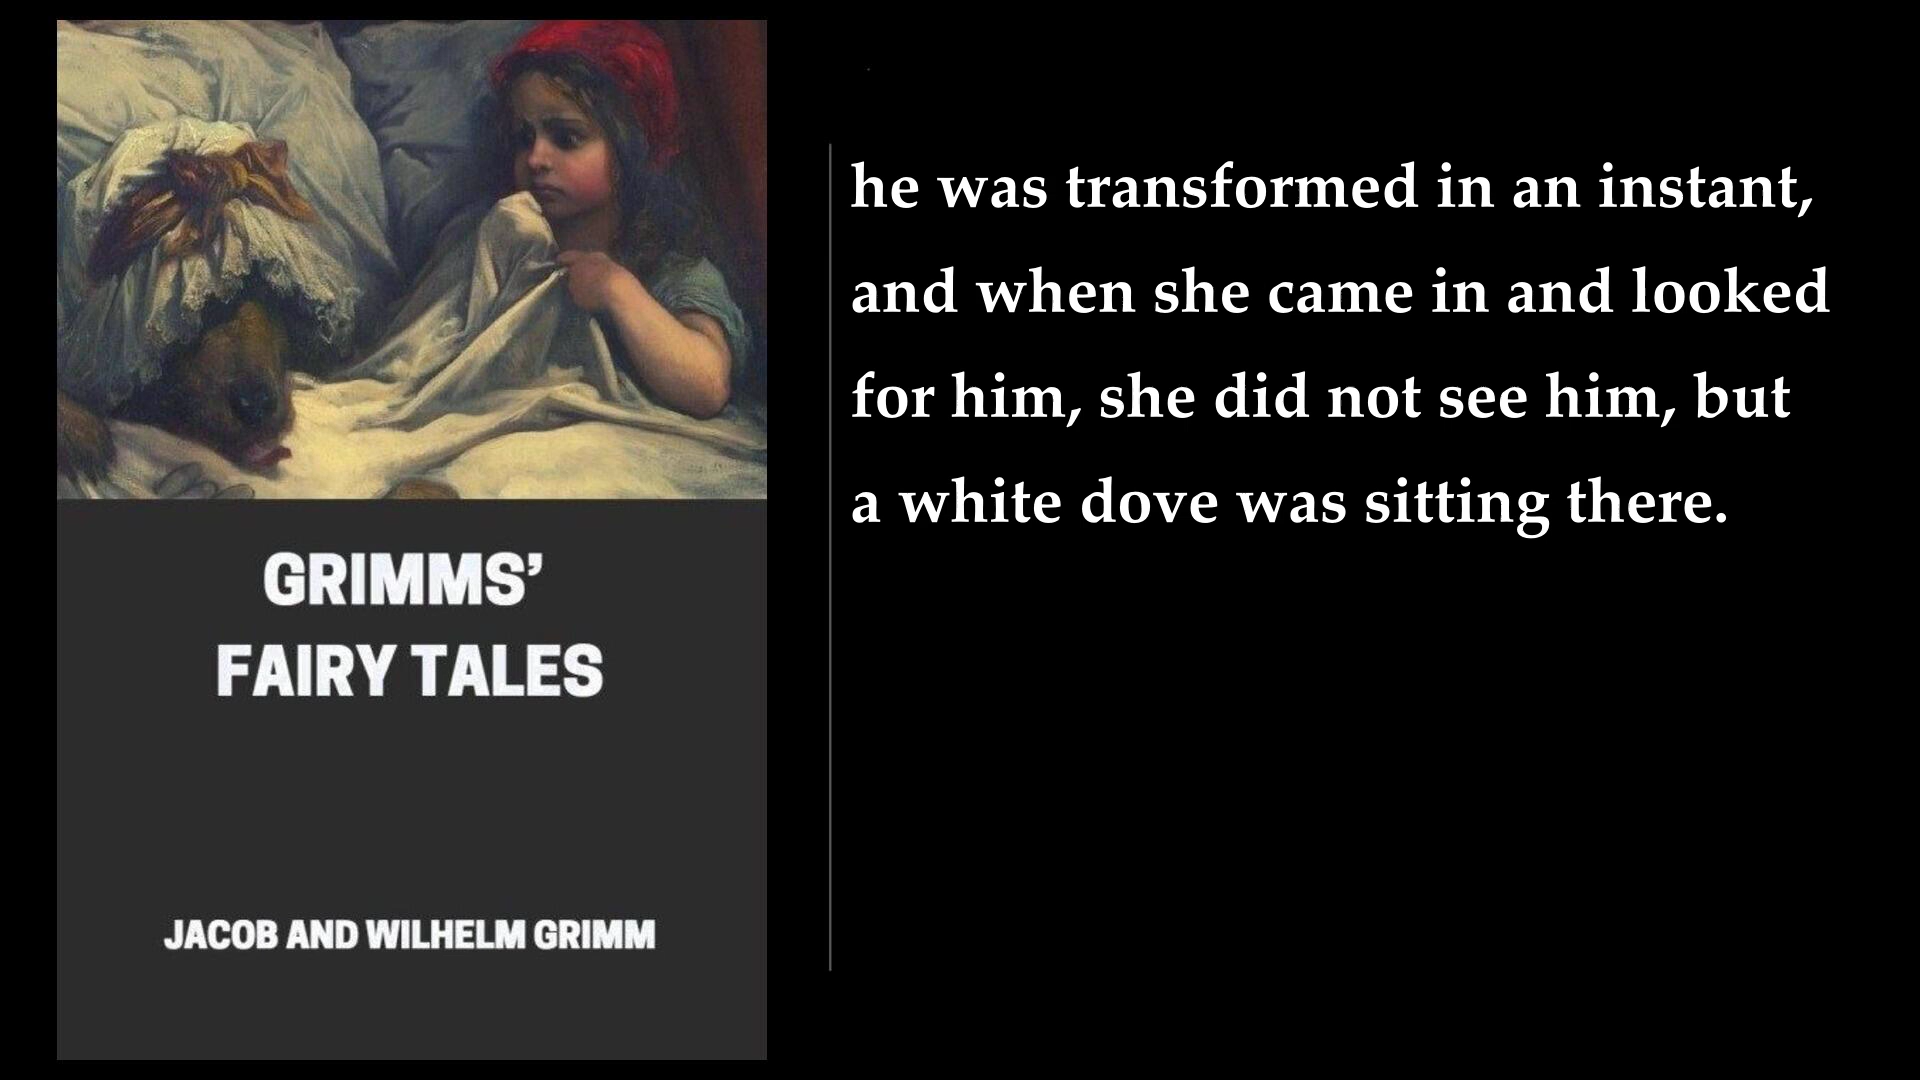 GRIMMS’
FAIRY TALES
JACOB AND WILHELM GRIMM
he was transformed in an instant,
and when she came in and looked
for him, she did not see him, but
a white dove was sitting there.